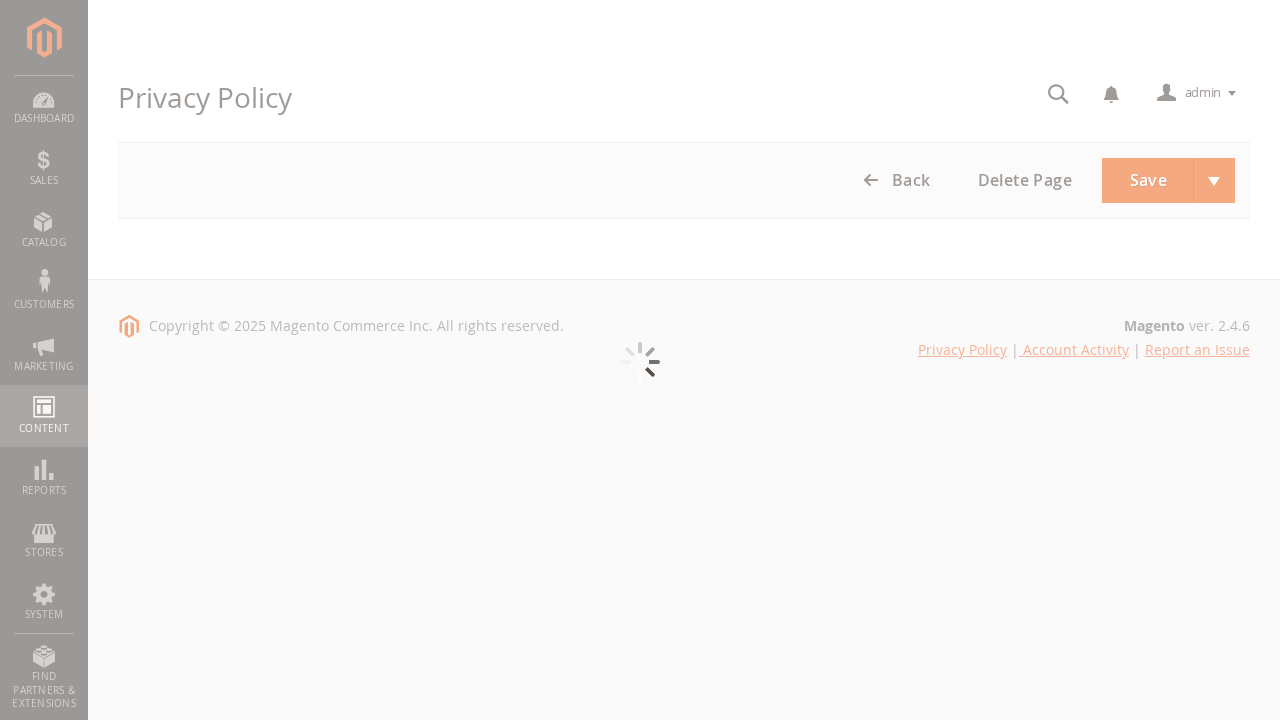 DASHBOARD
SALES
CATALOG
CUSTOMERS
MARKETING
CONTENT
REPORTS
STORES
SYSTEM
FIND
PARTNERS &
EXTENSIONS
Privacy Policy
admin
Back
Delete Page
Save
Copyright © 2025 Magento Commerce Inc. All rights reserved.
Magento ver. 2.4.6
Privacy Policy | Account Activity | Report an Issue